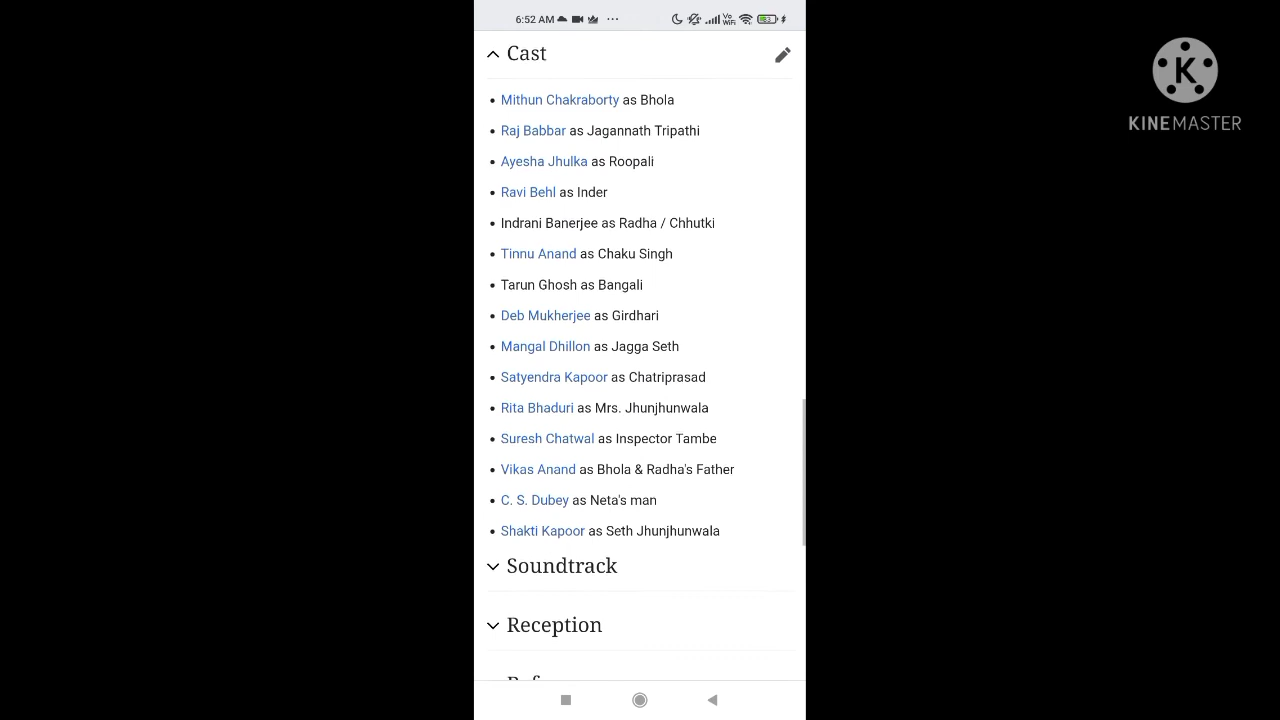 6:52 AM
Vo
WiFi
Cast
Mithun Chakraborty as Bhola
Raj Babbar as Jagannath Tripathi
Ayesha Jhulka as Roopali
Ravi Behl as Inder
Indrani Banerjee as Radha / Chhutki
Tinnu Anand as Chaku Singh
Tarun Ghosh as Bangali
Deb Mukherjee as Girdhari
Mangal Dhillon as Jagga Seth
Satyendra Kapoor as Chatriprasad
Rita Bhaduri as Mrs. Jhunjhunwala
Suresh Chatwal as Inspector Tambe
Vikas Anand as Bhola & Radha's Father
C. S. Dubey as Neta's man
Shakti Kapoor as Seth Jhunjhunwala
Soundtrack
Reception
K
KINEMASTER